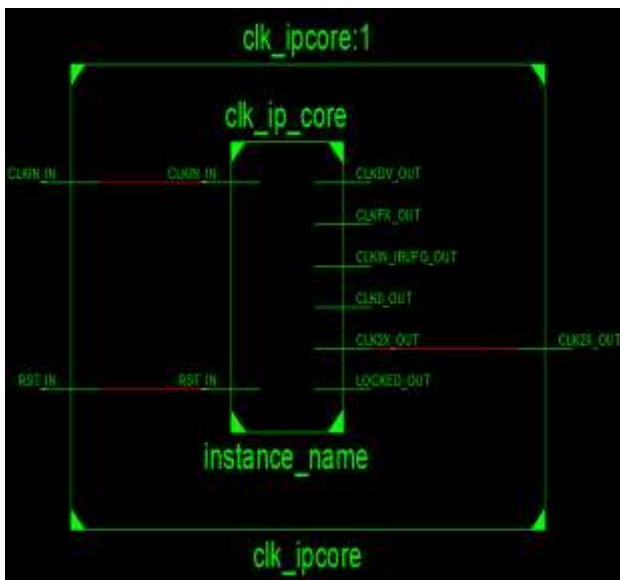 clk_ipcore:1
clk_ip_core
CLKIN_IN CLKIN_IN CLKDV_OUT
CLKFX_OUT
CLKIN_IBUFG_OUT
CLK0_OUT
CLK2X_OUT CLK2X_OUT
RST_IN RST_IN LOCKED_OUT
instance_name
clk_ipcore